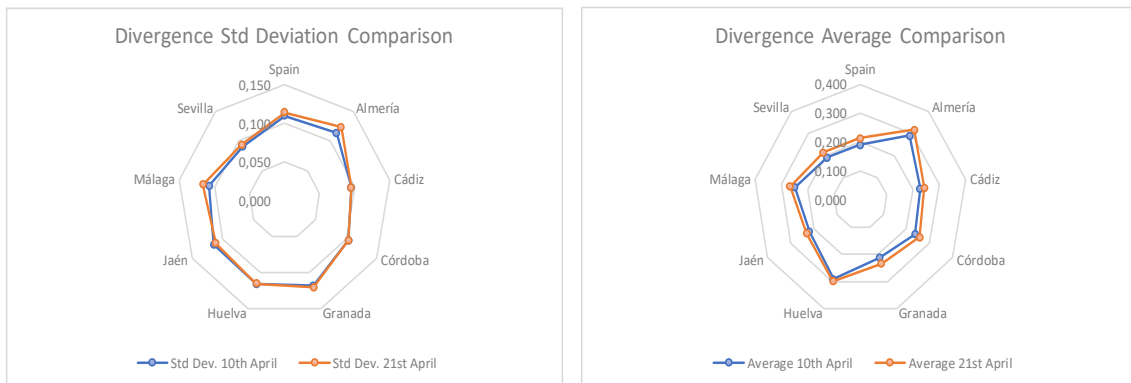 Divergence Std Deviation Comparison
Spain
0,150
Sevilla
Almería
0,100
0,050
Málaga
Cádiz
0,000
Jaén
Córdoba
Huelva
Granada
Std Dev. 10th April
Std Dev. 21st April
Divergence Average Comparison
Spain
0,400
Sevilla
Almería
0,300
0,200
Málaga
Cádiz
0,100
0,000
Jaén
Córdoba
Huelva
Granada
Average 10th April
Average 21st April